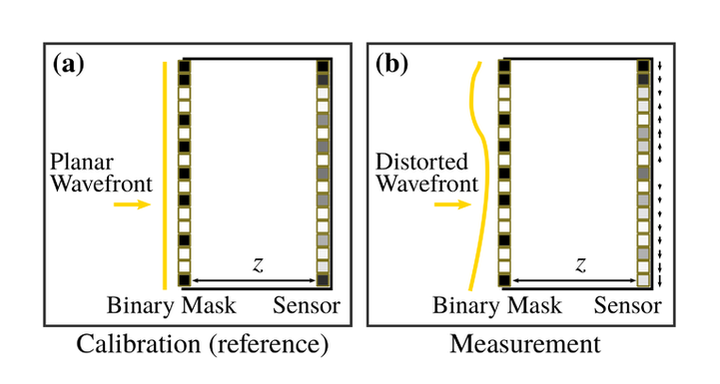 (a)
Planar
Wavefront
z
Binary Mask Sensor
Calibration (reference)
(b)
Distorted
Wavefront
z
Binary Mask Sensor
Measurement